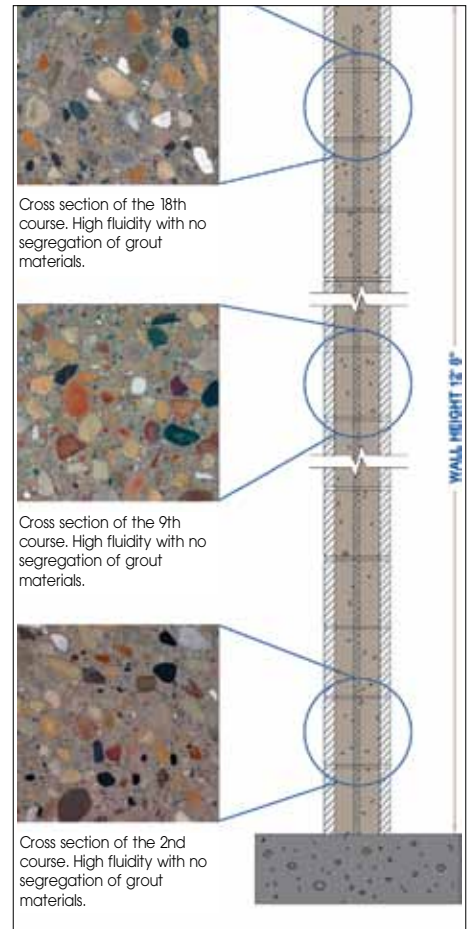 Cross section of the 18th
course. High fluidity with no
segregation of grout
materials.
Cross section of the 9th
course. High fluidity with no
segregation of grout
materials.
Cross section of the 2nd
course. High fluidity with no
segregation of grout
materials.
WALL HEIGHT 12'